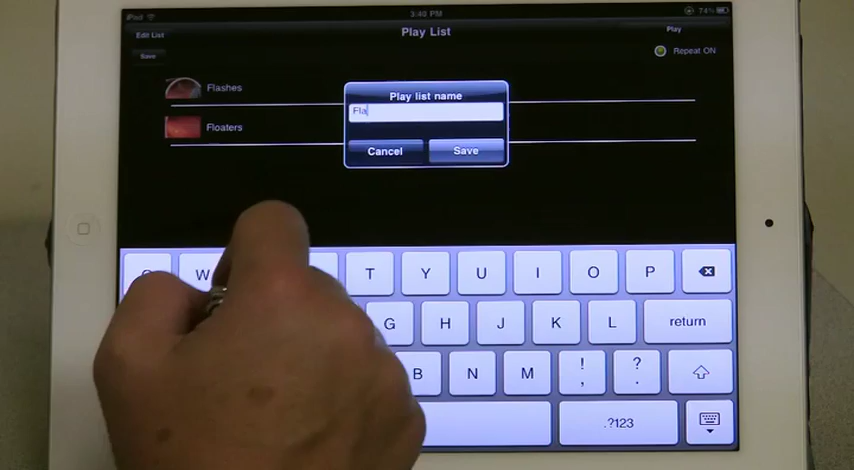 iPad
3:40 PM
74%
Edit List
Play List
Play
Save
Repeat ON
Flashes
Floaters
Play list name
Fla
Cancel
Save
W
T
Y
U
I
O
P
G
H
J
K
L
return
B
N
M
!
,
?
.
.?123